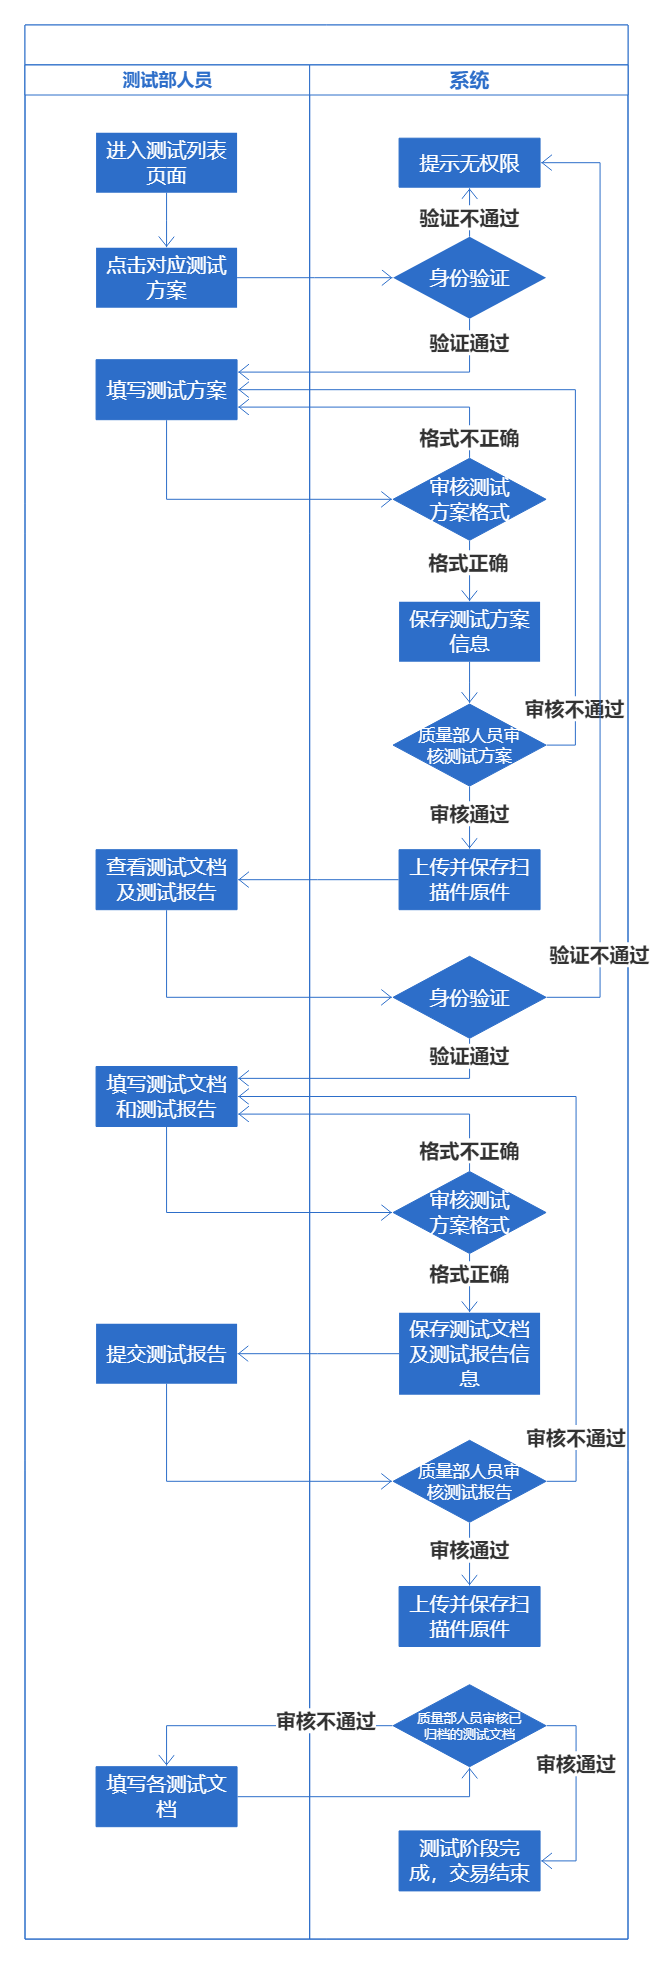 测试部人员
系统
进入测试列表
页面
提示无权限
验证不通过
点击对应测试
方案
身份验证
验证通过
填写测试方案
格式不正确
审核测试
方案格式
格式正确
保存测试方案
信息
审核不通过
质量部人员审
核测试方案
审核通过
查看测试文档
及测试报告
上传并保存扫
描件原件
验证不通过
身份验证
验证通过
填写测试文档
和测试报告
格式不正确
审核测试
方案格式
格式正确
提交测试报告
保存测试文档
及测试报告信
息
审核不通过
质量部人员审
核测试报告
审核通过
上传并保存扫
描件原件
审核不通过
质量部人员审核已
归档的测试文档
审核通过
填写各测试文
档
测试阶段完
成，交易结束